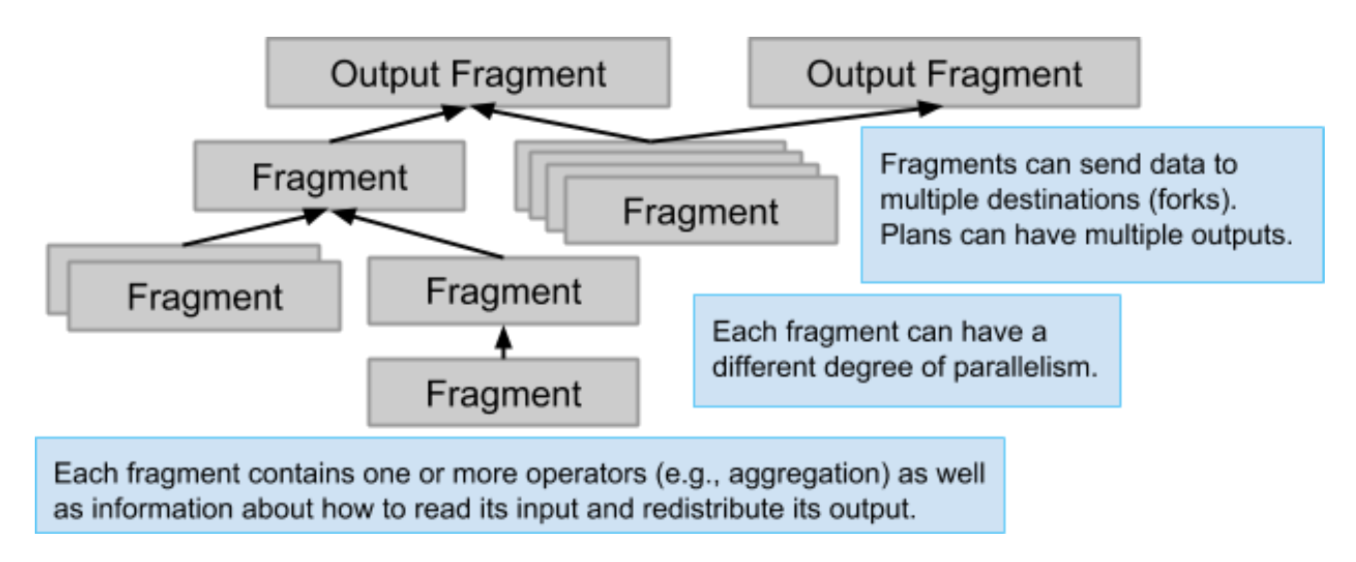 Output Fragment
Output Fragment
Fragment
Fragment
Fragments can send data to
multiple destinations (forks).
Plans can have multiple outputs.
Fragment
Fragment
Each fragment can have a
different degree of parallelism.
Fragment
Each fragment contains one or more operators (e.g., aggregation) as well
as information about how to read its input and redistribute its output.